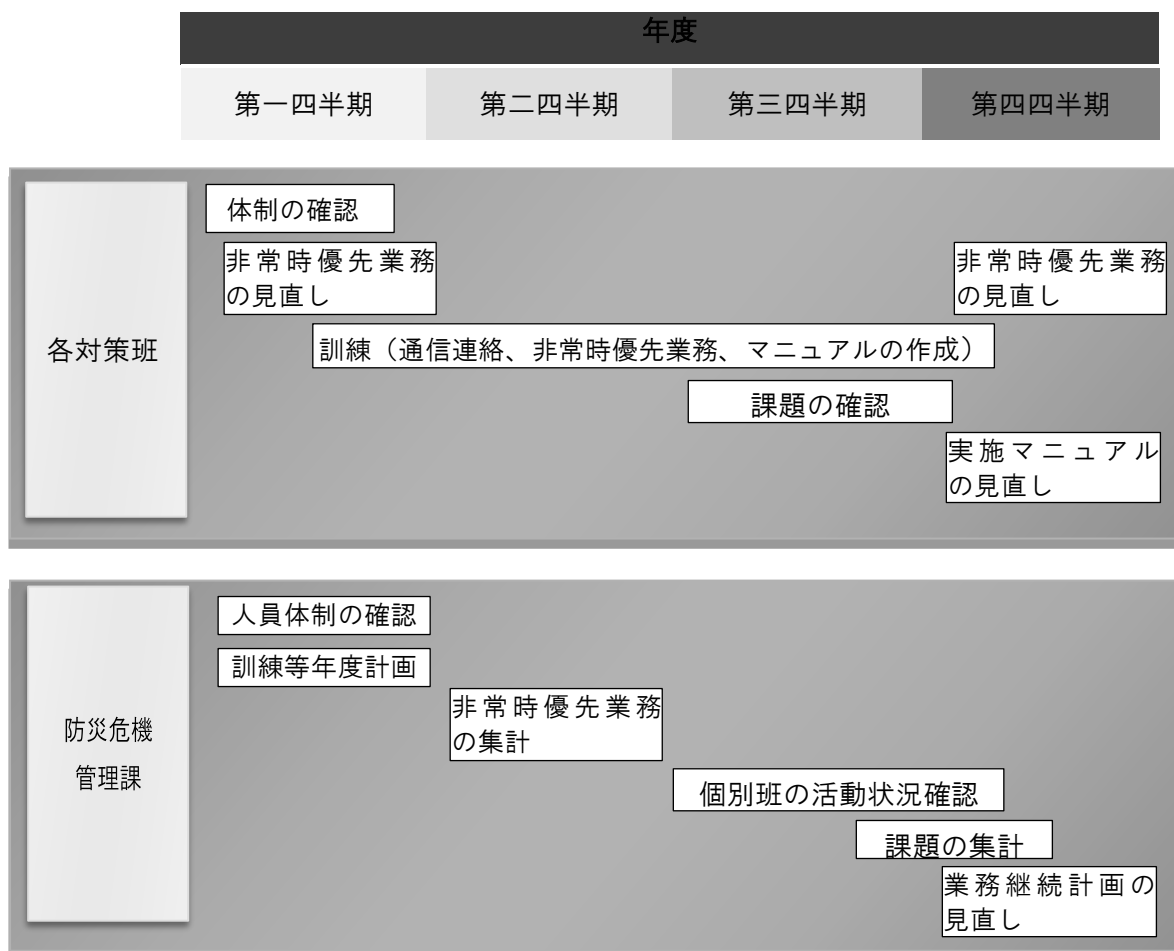 年度
第一四半期
第二四半期
第三四半期
第四四半期
各対策班
体制の確認
非常時優先業務
の見直し
非常時優先業務
の見直し
訓練（通信連絡、非常時優先業務、マニュアルの作成）
課題の確認
実施マニュアル
の見直し
防災危機
管理課
人員体制の確認
訓練等年度計画
非常時優先業務
の集計
個別班の活動状況確認
課題の集計
業務継続計画の
見直し